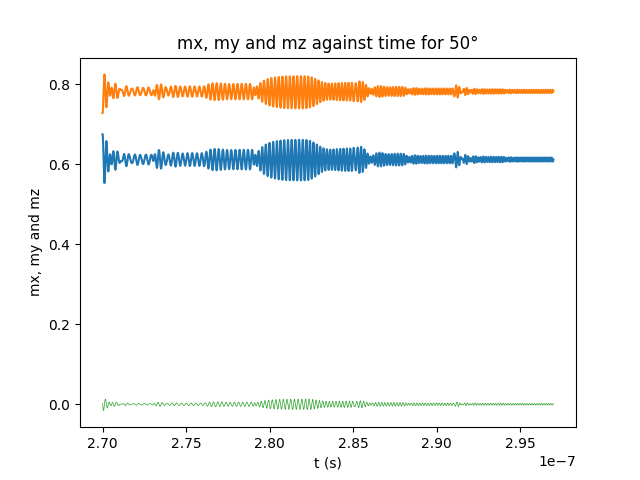 mx, my and mz against time for 50°
mx, my and mz
0.8
0.6
0.4
0.2
0.0
2.70 2.75 2.80 2.85 2.90 2.95
1e−7
t (s)